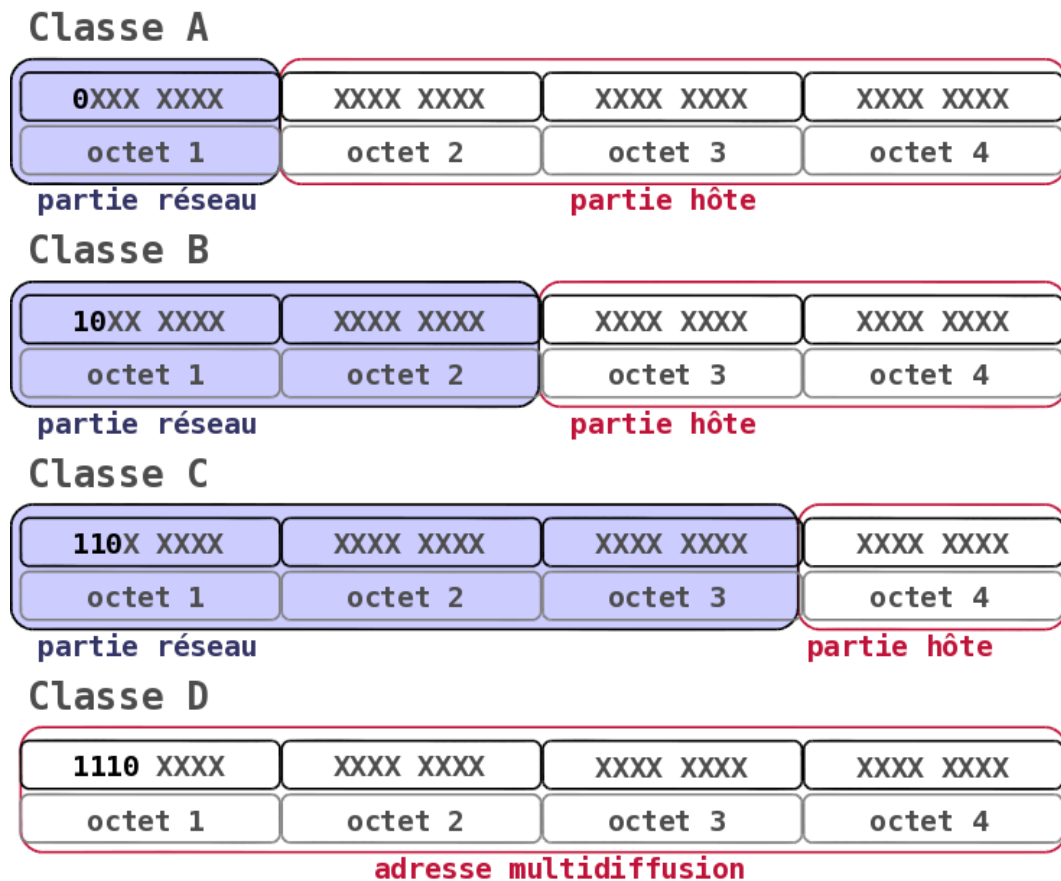 Classe A
0XXX XXXX XXXX XXXX XXXX XXXX XXXX XXXX
octet 1 octet 2 octet 3 octet 4
partie réseau partie hôte
Classe B
10XX XXXX XXXX XXXX XXXX XXXX XXXX XXXX
octet 1 octet 2 octet 3 octet 4
partie réseau partie hôte
Classe C
110X XXXX XXXX XXXX XXXX XXXX XXXX XXXX
octet 1 octet 2 octet 3 octet 4
partie réseau partie hôte
Classe D
1110 XXXX XXXX XXXX XXXX XXXX XXXX XXXX
octet 1 octet 2 octet 3 octet 4
adresse multidiffusion